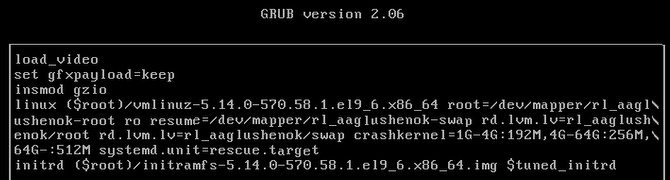 GRUB version 2.06
load_video
set gfxpayload=keep
insmod gzio
linux ($root)/vmlinuz-5.14.0-570.58.1.el9_6.x86_64 root=/dev/mapper/rl_aagl\
ushenok-root ro resume=/dev/mapper/rl_aaglushenok-swap rd.lvm.lv=rl_aaglush\
enok/root rd.lvm.lv=rl_aaglushenok/swap crashkernel=1G-4G:192M,4G-64G:256M,\
64G-:512M systemd.unit=rescue.target
initrd ($root)/initramfs-5.14.0-570.58.1.el9_6.x86_64.img $tuned_initrd